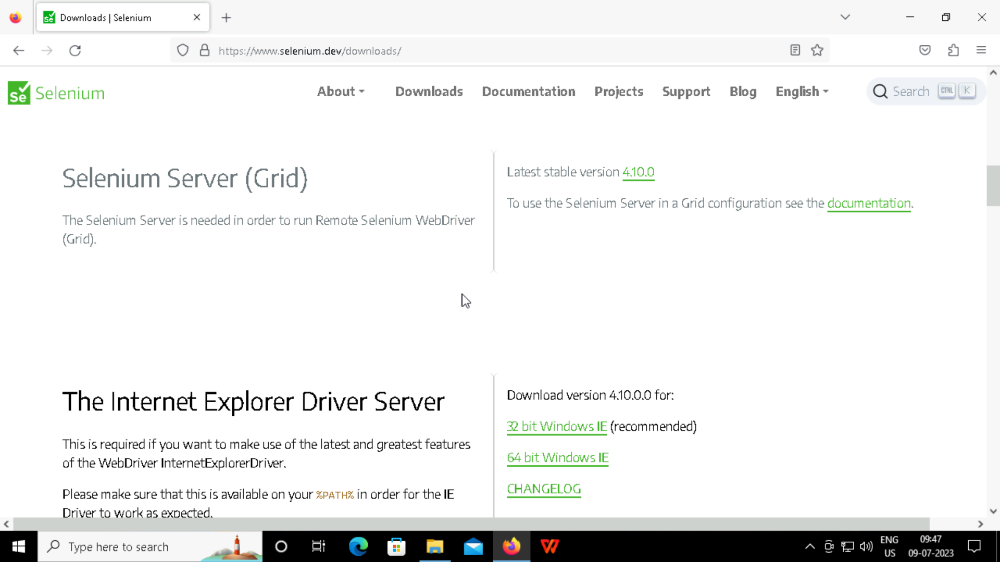 Downloads | Selenium
https://www.selenium.dev/downloads/
Se Selenium
About
Downloads
Documentation
Projects
Support
Blog
English
Search CTRL K
Selenium Server (Grid)
The Selenium Server is needed in order to run Remote Selenium WebDriver
(Grid).
Latest stable version 4.10.0
To use the Selenium Server in a Grid configuration see the documentation.
The Internet Explorer Driver Server
This is required if you want to make use of the latest and greatest features
of the WebDriver InternetExplorerDriver.
Please make sure that this is available on your %PATH% in order for the IE
Driver to work as expected.
Download version 4.10.0.0 for:
32 bit Windows IE (recommended)
64 bit Windows IE
CHANGELOG
Type here to search
ENG
US
09:47
09-07-2023